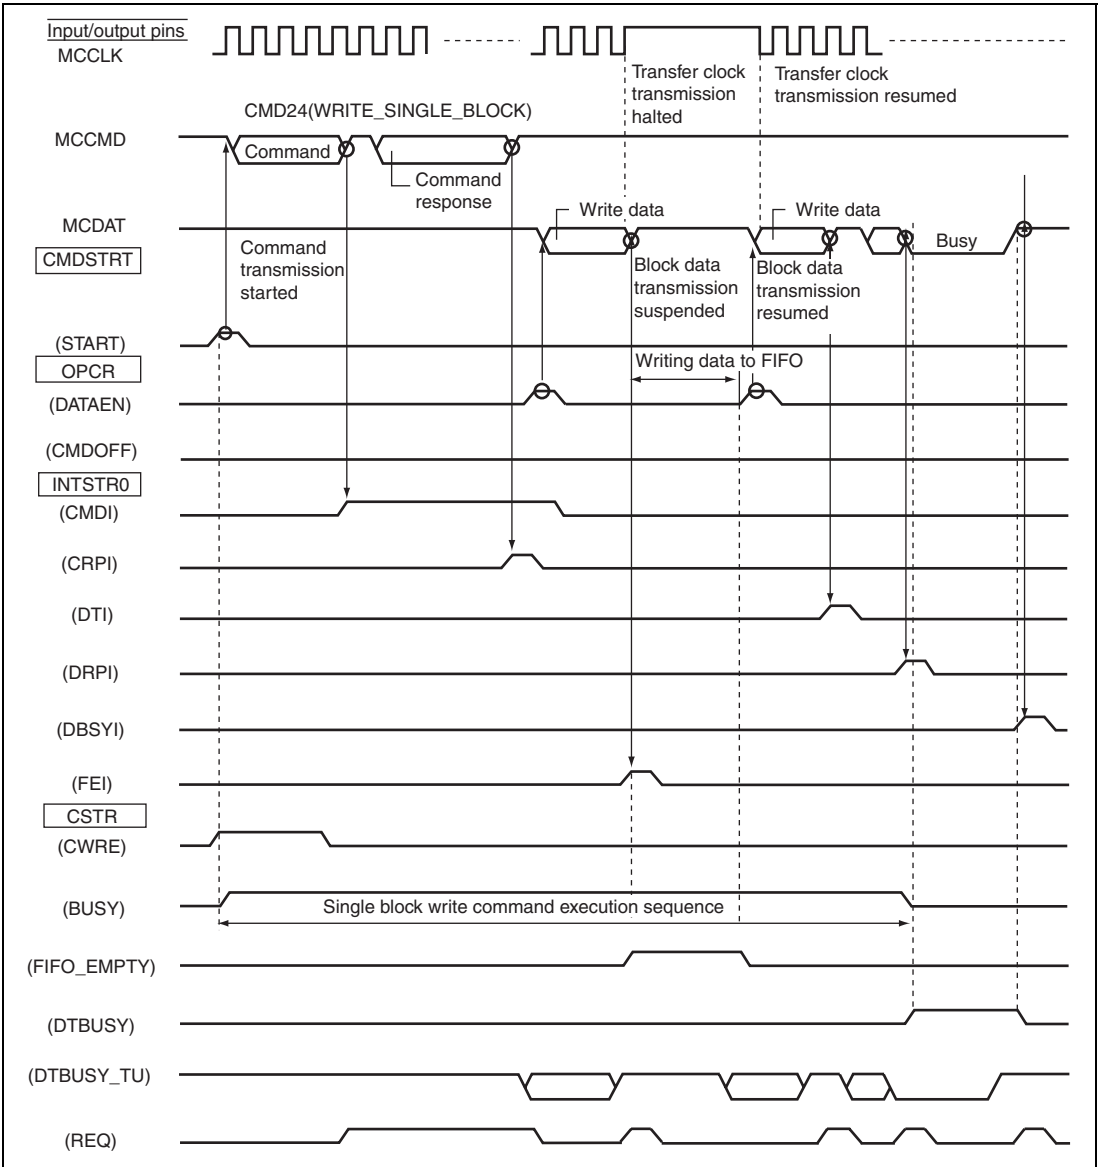 Input/output pins
MCCLK
Transfer clock
transmission
halted
Transfer clock
transmission resumed
CMD24(WRITE_SINGLE_BLOCK)
MCCMD
Command
Command
response
MCDAT
Write data
Write data
Busy
CMDSTRT
Command
transmission
started
Block data
transmission
suspended
Block data
transmission
resumed
(START)
OPCR
Writing data to FIFO
(DATAEN)
(CMDOFF)
INTSTR0
(CMDI)
(CRPI)
(DTI)
(DRPI)
(DBSYI)
(FEI)
CSTR
(CWRE)
(BUSY)
Single block write command execution sequence
(FIFO_EMPTY)
(DTBUSY)
(DTBUSY_TU)
(REQ)